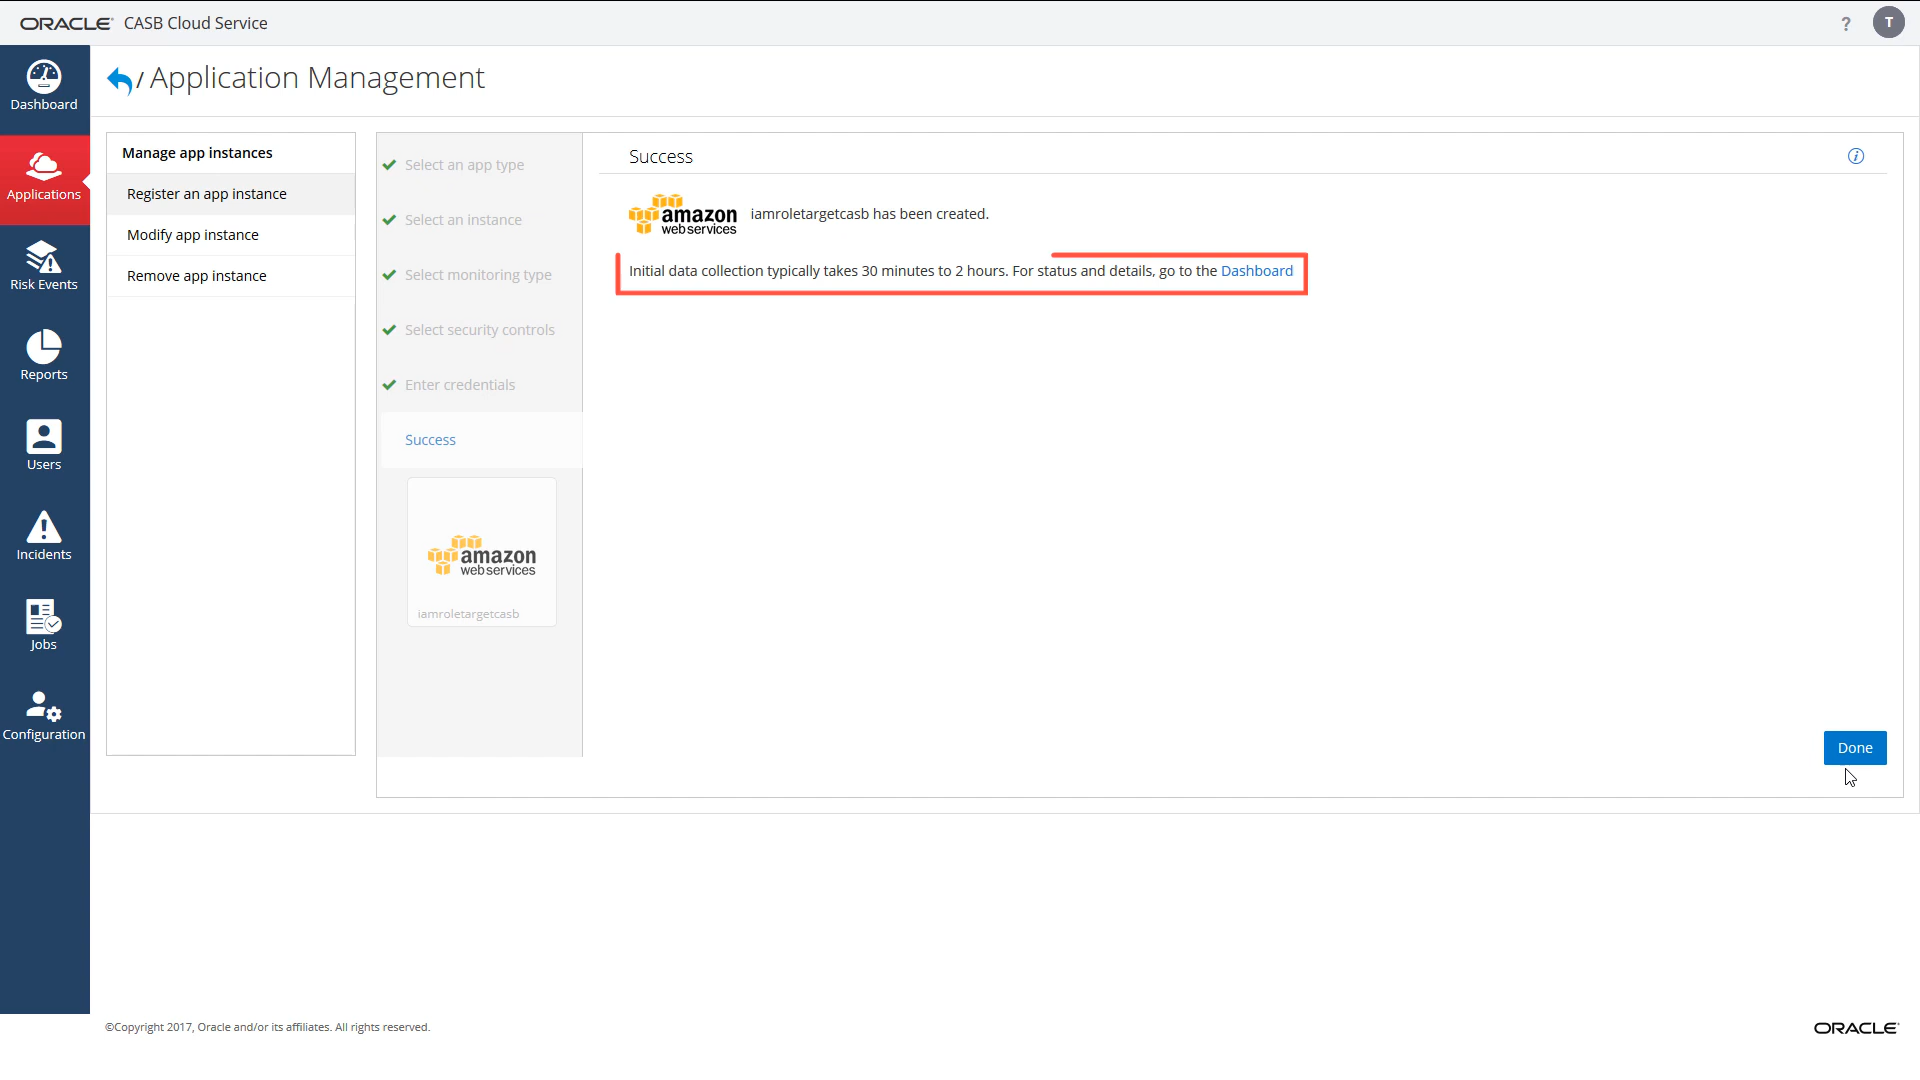 ORACLE CASB Cloud Service
?
T
/ Application Management
Dashboard
Applications
Risk Events
Reports
Users
Incidents
Jobs
Configuration
Manage app instances
Register an app instance
Modify app instance
Remove app instance
Select an app type
Select an instance
Select monitoring type
Select security controls
Enter credentials
Success
amazon
webservices
iamroletargetcasb
Success
i
amazon
webservices
iamroletargetcasb has been created.
Initial data collection typically takes 30 minutes to 2 hours. For status and details, go to the Dashboard
Done
©Copyright 2017, Oracle and/or its affiliates. All rights reserved.
ORACLE